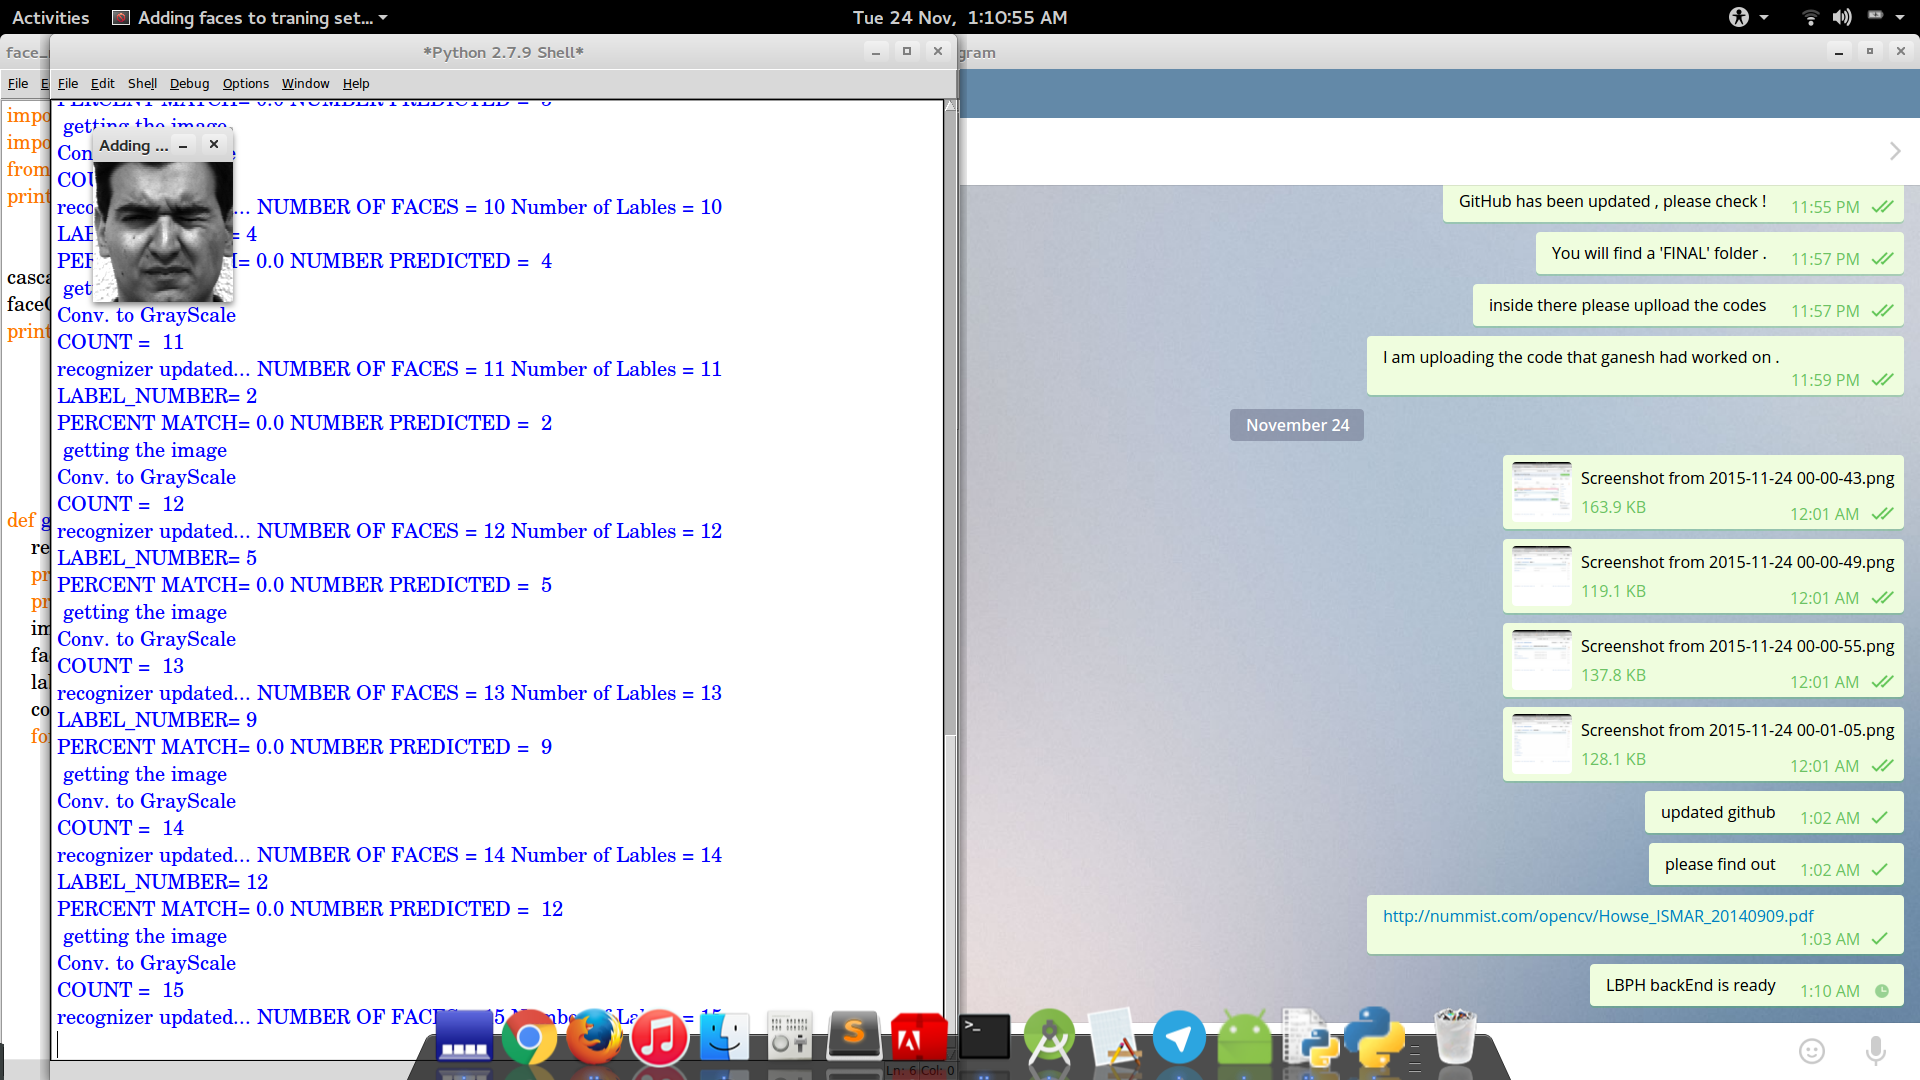 Activities
Adding faces to traning set...
Tue 24 Nov, 1:10:55 AM
face_
*Python 2.7.9 Shell*
gram
File
E
File Edit Shell Debug Options Window Help
impo
impo
from
print
casca
face
print
def g
re
pr
pr
im
fa
la
co
fo
PERCENT MATCH= 0.0 NUMBER PREDICTED =
getting the image
Con
COU
Adding ...
reco
... NUMBER OF FACES = 10 Number of Lables = 10
LAB
= 4
PER
= 0.0 NUMBER PREDICTED = 4
get
Conv. to GrayScale
COUNT = 11
recognizer updated... NUMBER OF FACES = 11 Number of Lables = 11
LABEL_NUMBER= 2
PERCENT MATCH= 0.0 NUMBER PREDICTED = 2
getting the image
Conv. to GrayScale
COUNT = 12
recognizer updated... NUMBER OF FACES = 12 Number of Lables = 12
LABEL_NUMBER= 5
PERCENT MATCH= 0.0 NUMBER PREDICTED = 5
getting the image
Conv. to GrayScale
COUNT = 13
recognizer updated... NUMBER OF FACES = 13 Number of Lables = 13
LABEL_NUMBER= 9
PERCENT MATCH= 0.0 NUMBER PREDICTED = 9
getting the image
Conv. to GrayScale
COUNT = 14
recognizer updated... NUMBER OF FACES = 14 Number of Lables = 14
LABEL_NUMBER= 12
PERCENT MATCH= 0.0 NUMBER PREDICTED = 12
getting the image
Conv. to GrayScale
COUNT = 15
recognizer updated... NUMBER OF FACES 15 Number of Lables = 15
Ln: 6 Col: 0
GitHub has been updated , please check ! 11:55 PM
You will find a 'FINAL' folder . 11:57 PM
inside there please uplload the codes 11:57 PM
I am uploading the code that ganesh had worked on .
11:59 PM
November 24
Screenshot from 2015-11-24 00-00-43.png
163.9 KB
12:01 AM
Screenshot from 2015-11-24 00-00-49.png
119.1 KB
12:01 AM
Screenshot from 2015-11-24 00-00-55.png
137.8 KB
12:01 AM
Screenshot from 2015-11-24 00-01-05.png
128.1 KB
12:01 AM
updated github 1:02 AM
please find out 1:02 AM
http://nummist.com/opencv/Howse_ISMAR_20140909.pdf
1:03 AM
LBPH backEnd is ready 1:10 AM